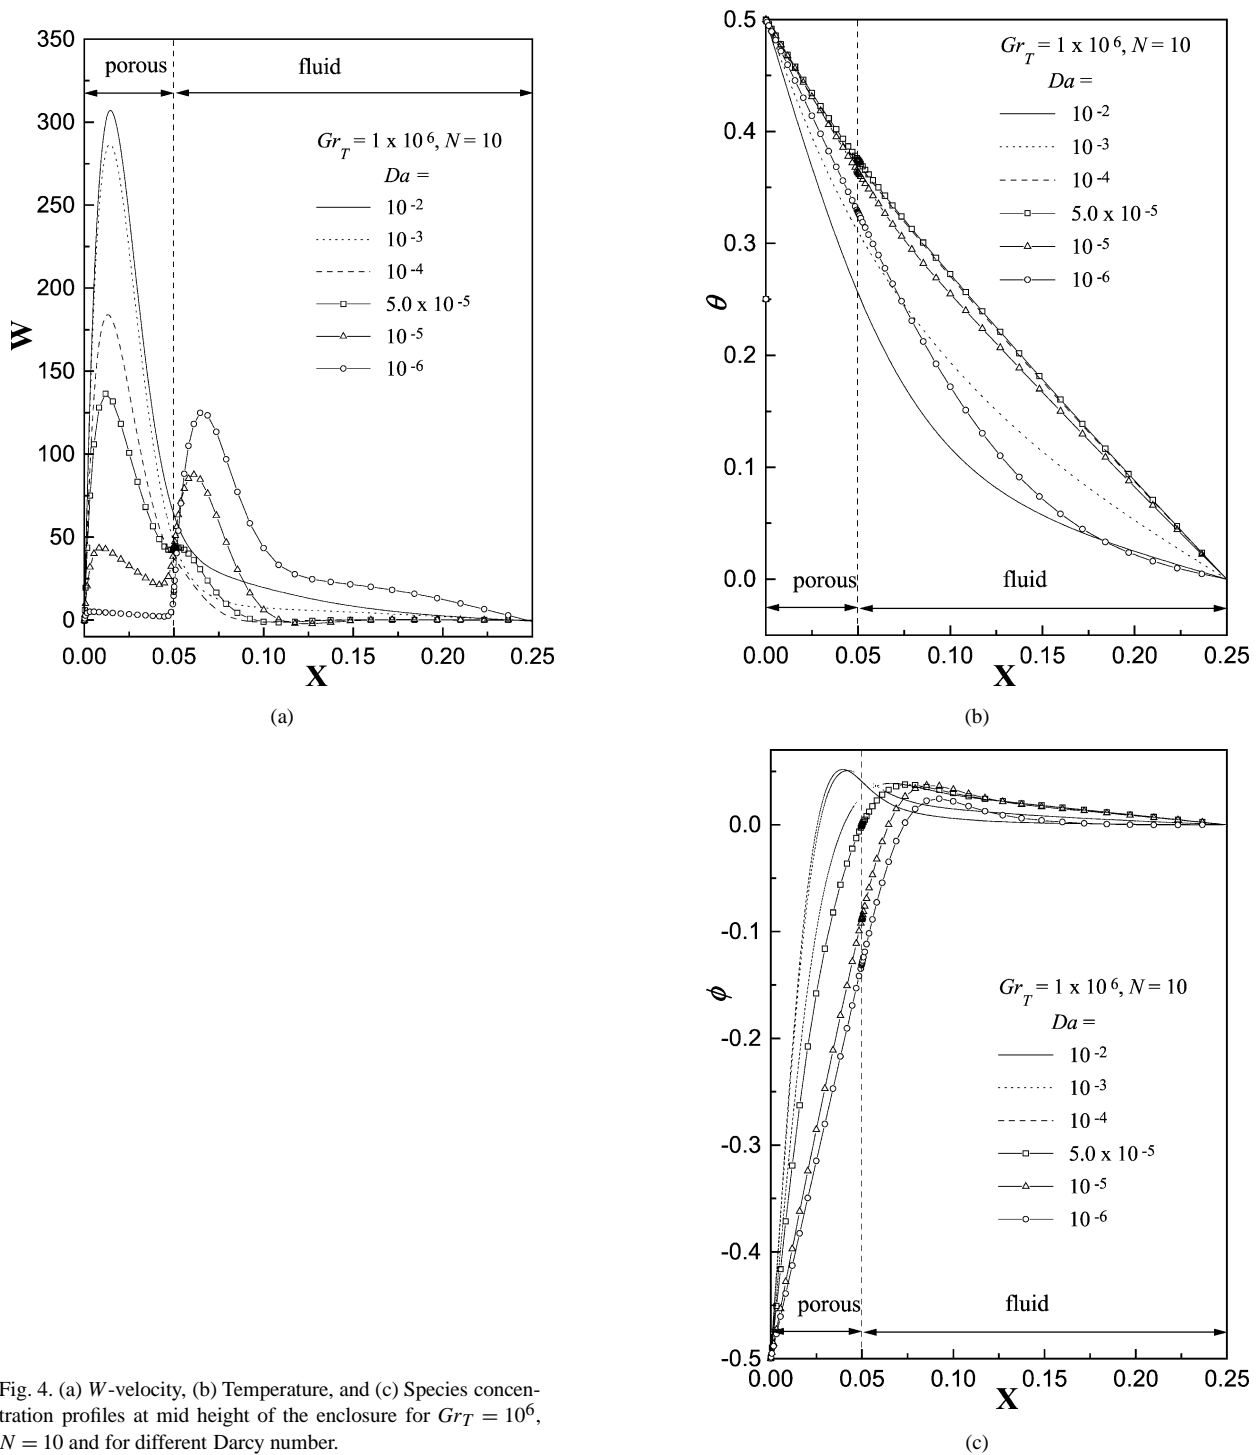 350
300
250
200
150
100
50
0
W
porous
fluid
Gr_T = 1 x 10^6, N = 10
Da =
10^-2
10^-3
10^-4
5.0 x 10^-5
10^-5
10^-6
0.00 0.05 0.10 0.15 0.20 0.25
X
(a)
0.5
0.4
0.3
0.2
0.1
0.0
θ
Gr_T = 1 x 10^6, N = 10
Da =
10^-2
10^-3
10^-4
5.0 x 10^-5
10^-5
10^-6
porous
fluid
0.00 0.05 0.10 0.15 0.20 0.25
X
(b)
0.0
-0.1
-0.2
-0.3
-0.4
-0.5
ϕ
Gr_T = 1 x 10^6, N = 10
Da =
10^-2
10^-3
10^-4
5.0 x 10^-5
10^-5
10^-6
porous
fluid
0.00 0.05 0.10 0.15 0.20 0.25
X
(c)
Fig. 4. (a) W-velocity, (b) Temperature, and (c) Species concen-
tration profiles at mid height of the enclosure for Gr_T = 10^6,
N = 10 and for different Darcy number.